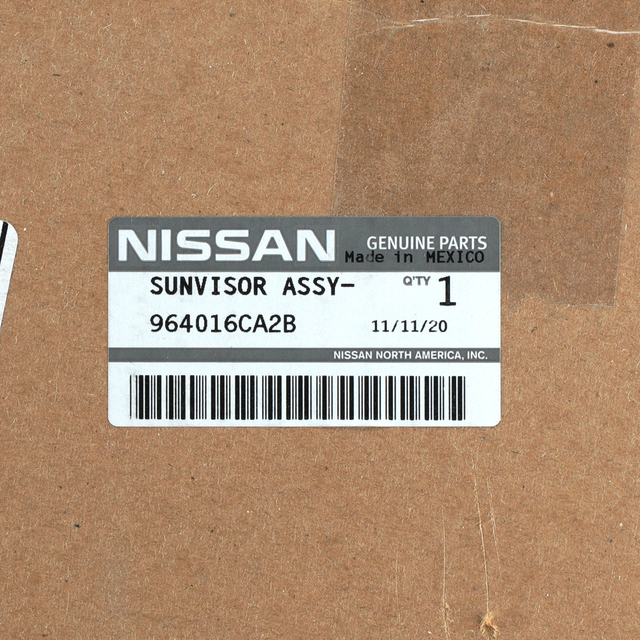 NISSAN GENUINE PARTS
Made in MEXICO
SUNVISOR ASSY- Q'TY 1
964016CA2B 11/11/20
NISSAN NORTH AMERICA, INC.